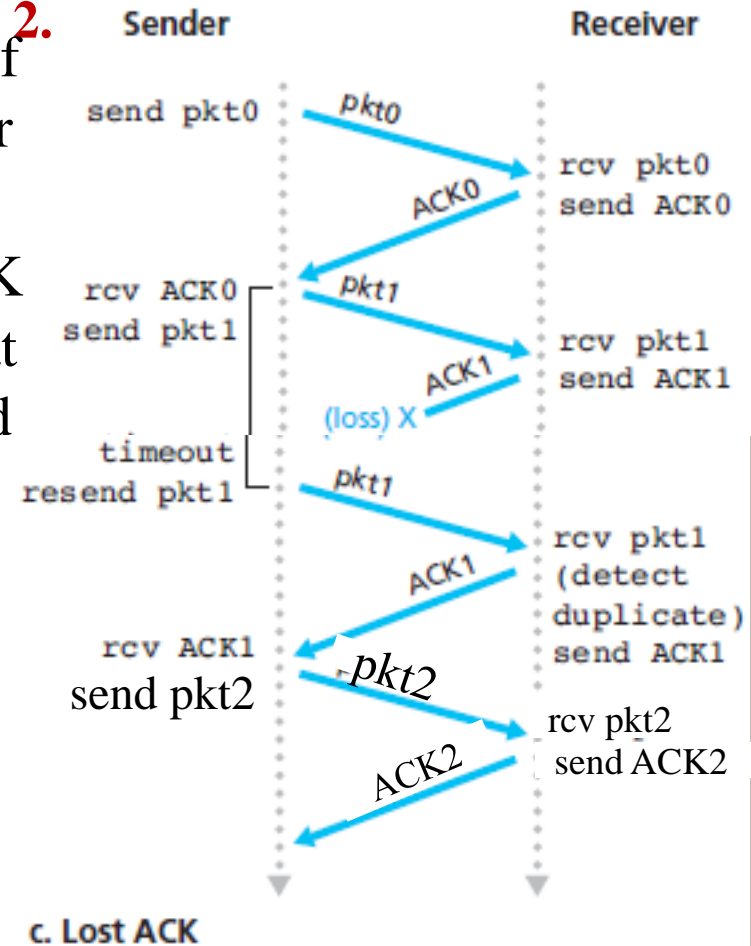 2.
f
r
K
t
d
Sender Receiver
send pkt0
pkt0
rcv pkt0
send ACK0
ACK0
rcv ACK0
send pkt1
pkt1
rcv pkt1
send ACK1
ACK1
(loss) X
timeout
resend pkt1
pkt1
rcv pkt1
(detect
duplicate)
send ACK1
ACK1
rcv ACK1
send pkt2
pkt2
rcv pkt2
send ACK2
ACK2
c. Lost ACK